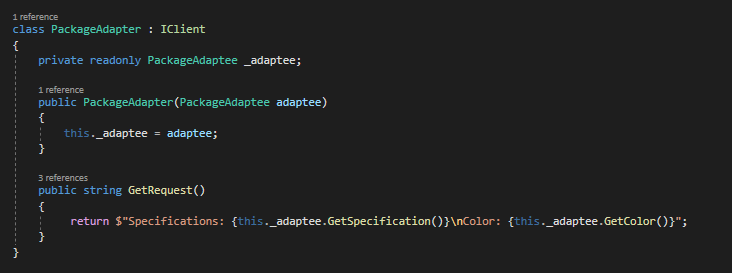 1 reference
class PackageAdapter : IClient
{
private readonly PackageAdaptee _adaptee;
1 reference
public PackageAdapter(PackageAdaptee adaptee)
{
this._adaptee = adaptee;
}
3 references
public string GetRequest()
{
return $"Specifications: {this._adaptee.GetSpecification()}\nColor: {this._adaptee.GetColor()}";
}
}